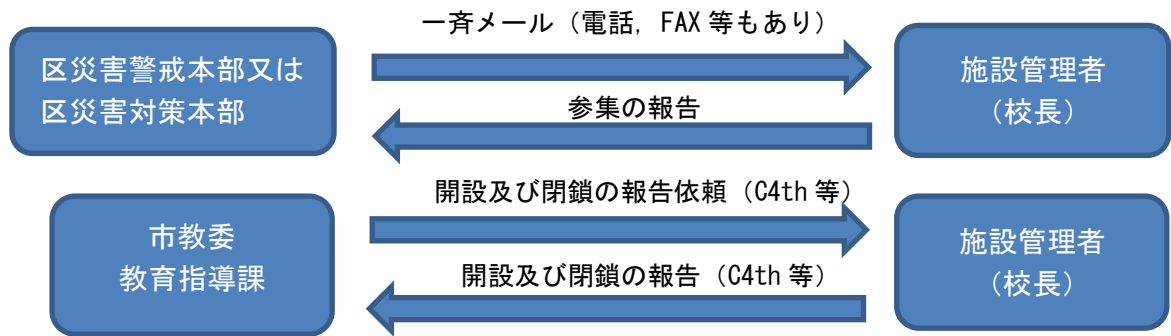 一斉メール（電話，FAX 等もあり）
区災害警戒本部又は
区災害対策本部
施設管理者
（校長）
参集の報告
開設及び閉鎖の報告依頼（C4th 等）
市教委
教育指導課
施設管理者
（校長）
開設及び閉鎖の報告（C4th 等）